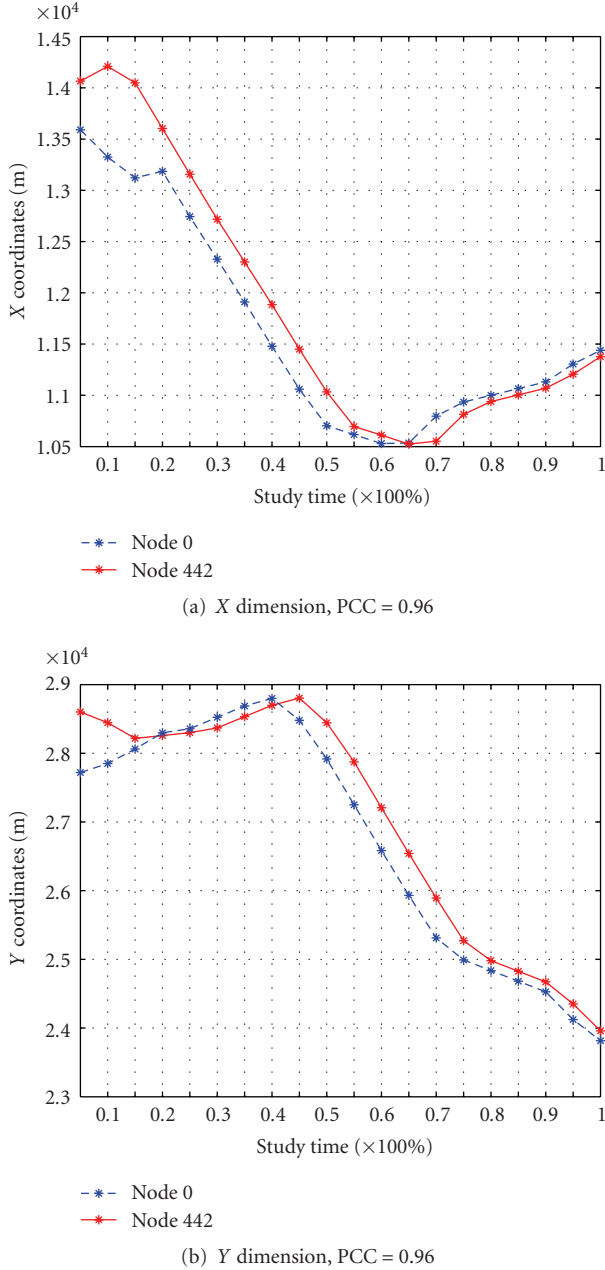 ×10⁴
1.45
1.4
1.35
1.3
1.25
1.2
1.15
1.1
1.05
X coordinates (m)
0.1 0.2 0.3 0.4 0.5 0.6 0.7 0.8 0.9 1
Study time (×100%)
Node 0
Node 442
(a) X dimension, PCC = 0.96
×10⁴
2.9
2.8
2.7
2.6
2.5
2.4
2.3
Y coordinates (m)
0.1 0.2 0.3 0.4 0.5 0.6 0.7 0.8 0.9 1
Study time (×100%)
Node 0
Node 442
(b) Y dimension, PCC = 0.96